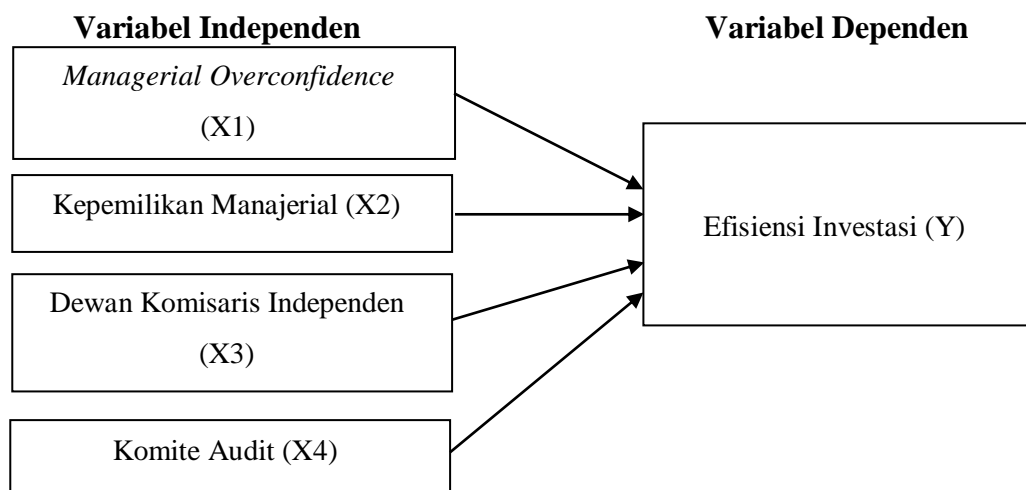 Variabel Independen
Variabel Dependen
Managerial Overconfidence
(X1)
Kepemilikan Manajerial (X2)
Efisiensi Investasi (Y)
Dewan Komisaris Independen
(X3)
Komite Audit (X4)